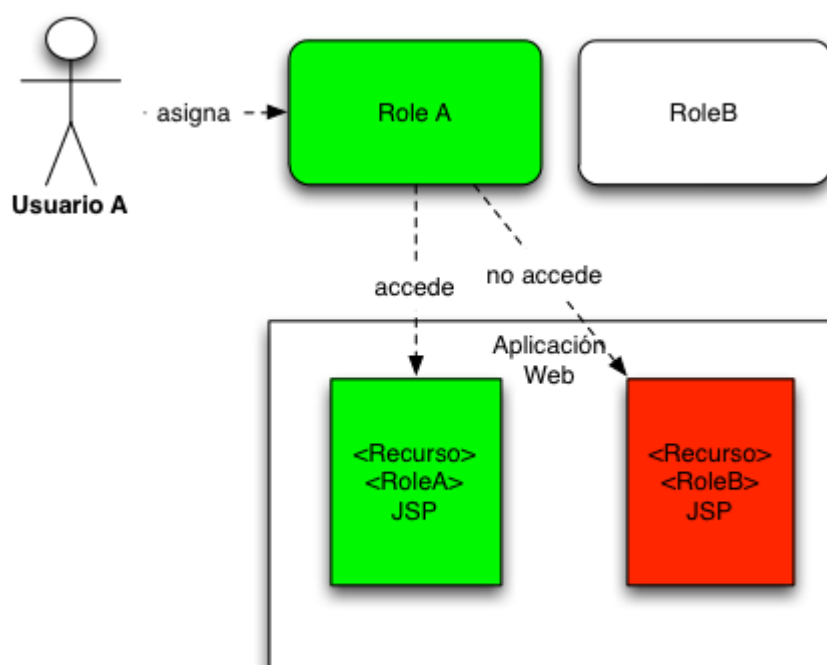 asigna
Role A
RoleB
Usuario A
accede
no accede
Aplicación
Web
<Recurso>
<RoleA>
JSP
<Recurso>
<RoleB>
JSP